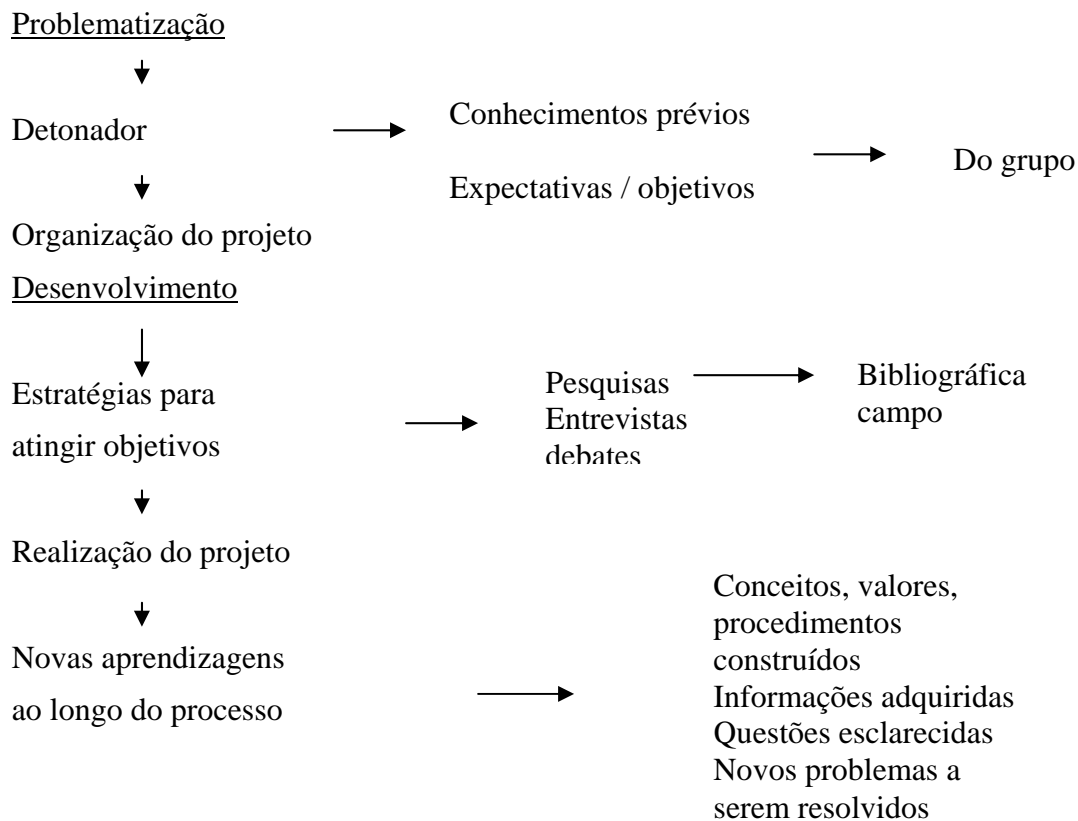 Problematização
Detonador
Conhecimentos prévios
Expectativas / objetivos
Do grupo
Organização do projeto
Desenvolvimento
Estratégias para
atingir objetivos
Pesquisas
Entrevistas
debates
Bibliográfica
campo
Realização do projeto
Novas aprendizagens
ao longo do processo
Conceitos, valores,
procedimentos
construídos
Informações adquiridas
Questões esclarecidas
Novos problemas a
serem resolvidos